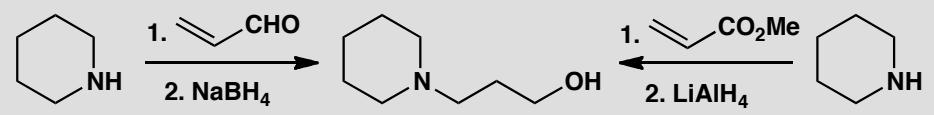 NH
1. CHO
2. NaBH4
N
OH
1. CO2Me
2. LiAlH4
NH